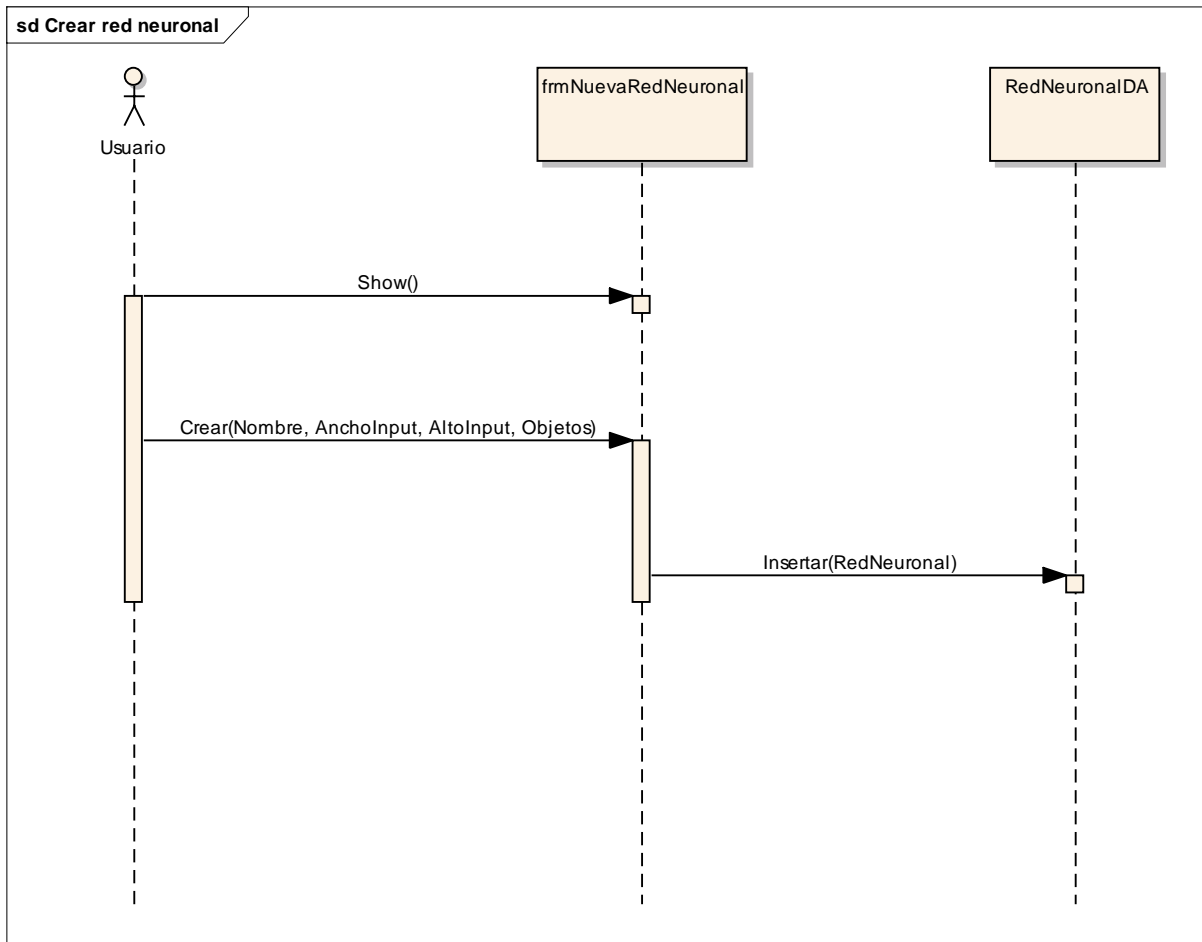 sd Crear red neuronal
Usuario
frmNuevaRedNeuronal
RedNeuronalDA
Show()
Crear(Nombre, AnchoInput, AltoInput, Objetos)
Insertar(RedNeuronal)